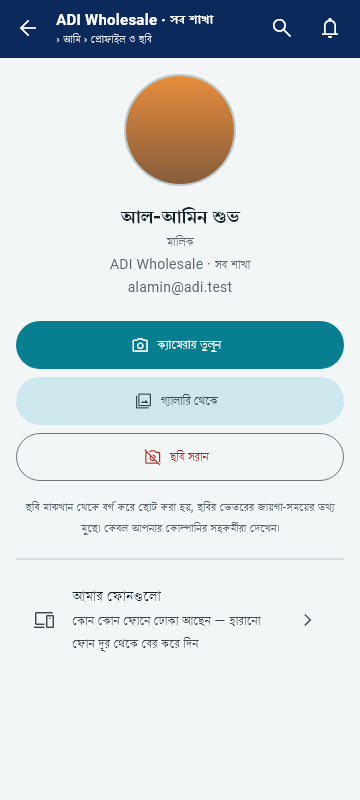 ADI Wholesale · সব শাখা
› আমি › প্রোফাইল ও ছবি
আল-আমিন শুভ
মালিক
ADI Wholesale · সব শাখা
alamin@adi.test
ক্যামেরায় তুলুন
গ্যালারি থেকে
ছবি সরান
ছবি মাঝখান থেকে বর্গ করে ছোট করা হয়, ছবির ভেতরের জায়গা-সময়ের তথ্য
মুছে। কেবল আপনার কোম্পানির সহকর্মীরা দেখেন।
আমার ফোনগুলো
কোন কোন ফোনে ঢোকা আছেন — হারানো
ফোন দূর থেকে বের করে দিন